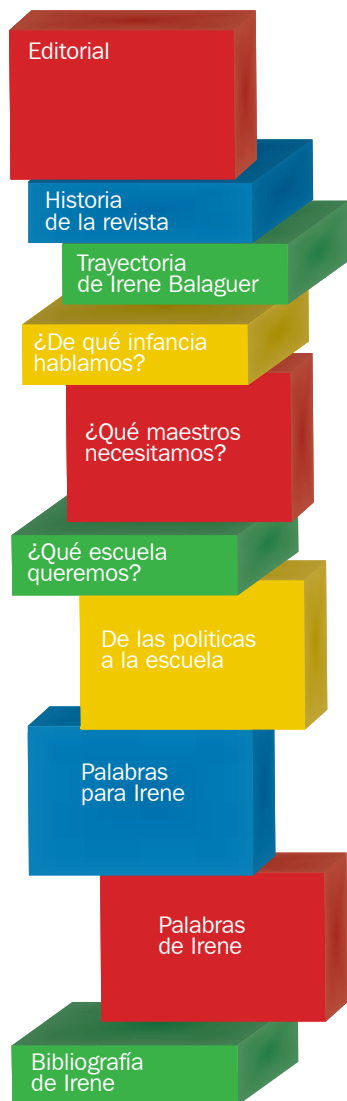 Editorial
Historia
de la revista
Trayectoria
de Irene Balaguer
¿De qué infancia
hablamos?
¿Qué maestros
necesitamos?
¿Qué escuela
queremos?
De las politicas
a la escuela
Palabras
para Irene
Palabras
de Irene
Bibliografía
de Irene